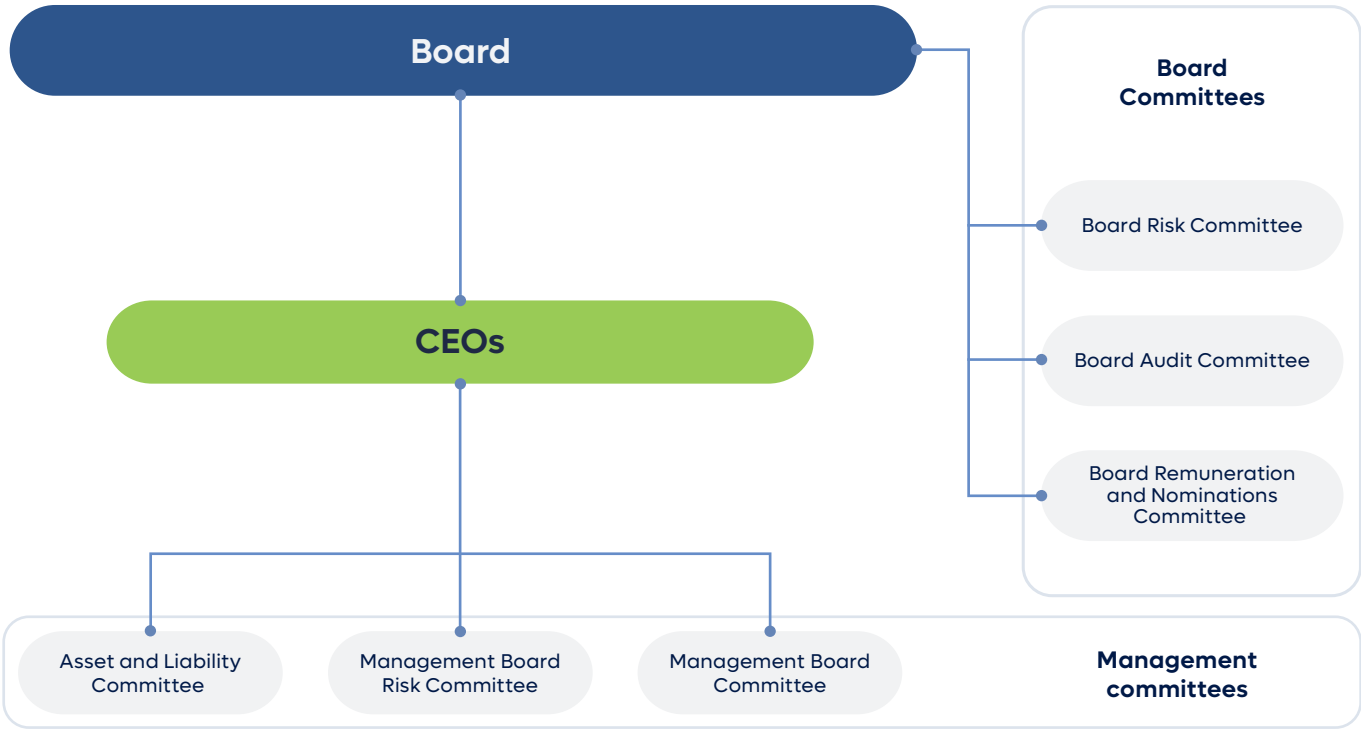 Board
Board
Committees
Board Risk Committee
CEOs
Board Audit Committee
Board Remuneration
and Nominations
Committee
Asset and Liability
Committee
Management Board
Risk Committee
Management Board
Committee
Management
committees